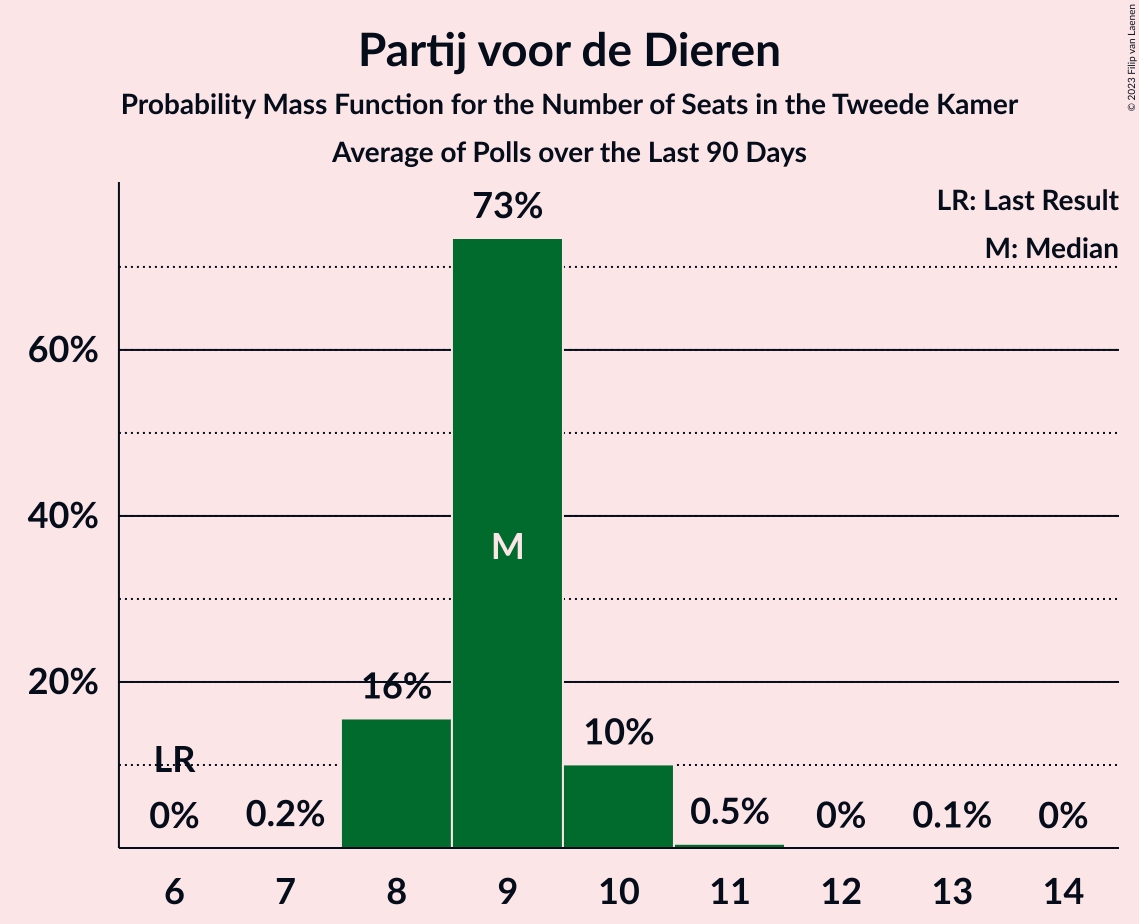 Partij voor de Dieren
Probability Mass Function for the Number of Seats in the Tweede Kamer
Average of Polls over the Last 90 Days
© 2023 Filip van Laenen
LR: Last Result
M: Median
73%
60%
40%
M
20%
16%
10%
LR
0%
0.2%
0.5%
0%
0.1%
0%
6 7 8 9 10 11 12 13 14